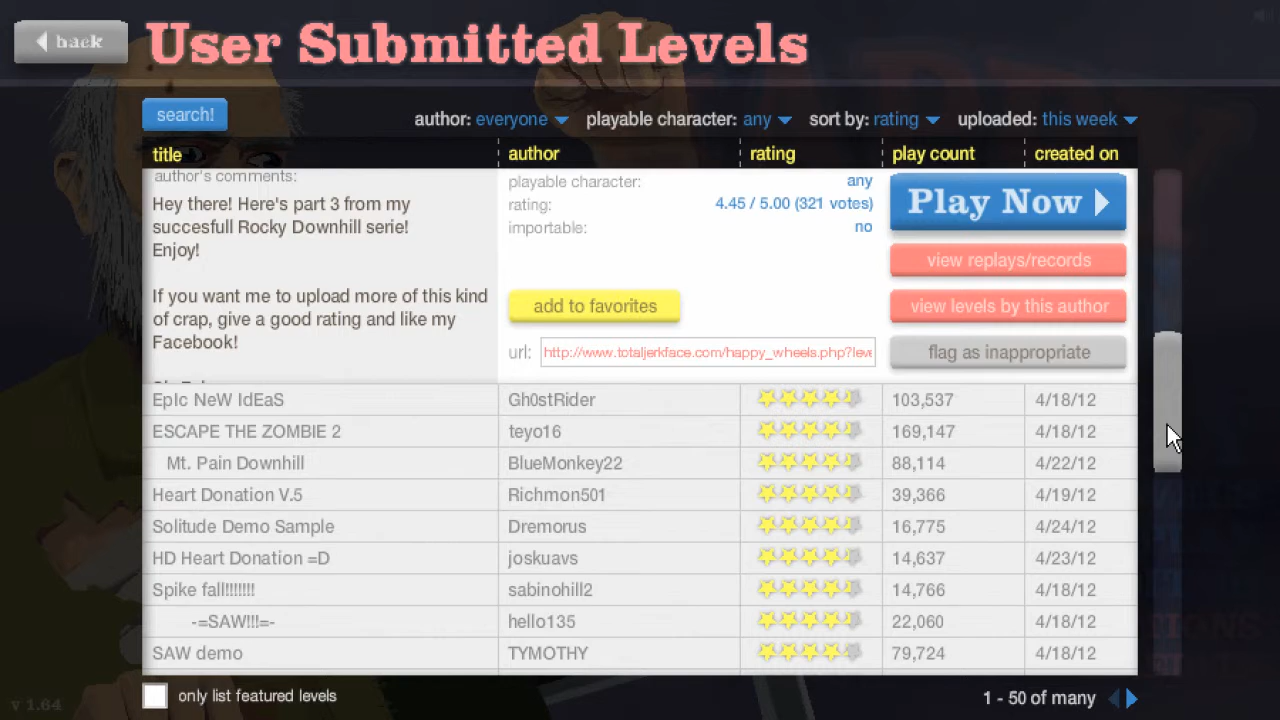 back
User Submitted Levels
search!
author: everyone playable character: any sort by: rating uploaded: this week
title author rating play count created on
author's comments:
Hey there! Here's part 3 from my
succesfull Rocky Downhill serie!
Enjoy!
If you want me to upload more of this kind
of crap, give a good rating and like my
Facebook!
playable character: any
rating: 4.45 / 5.00 (321 votes)
importable: no
add to favorites
url: http://www.totaljerkface.com/happy_wheels.php?leve
Play Now
view replays/records
view levels by this author
flag as inappropriate
EpIc NeW IdEaS Gh0stRider 103,537 4/18/12
ESCAPE THE ZOMBIE 2 teyo16 169,147 4/18/12
Mt. Pain Downhill BlueMonkey22 88,114 4/22/12
Heart Donation V.5 Richmon501 39,366 4/19/12
Solitude Demo Sample Dremorus 16,775 4/24/12
HD Heart Donation =D joskuavs 14,637 4/23/12
Spike fall!!!!!!! sabinohill2 14,766 4/18/12
-=SAW!!!=- hello135 22,060 4/18/12
SAW demo TYMOTHY 79,724 4/18/12
only list featured levels
1 - 50 of many
v 1.64